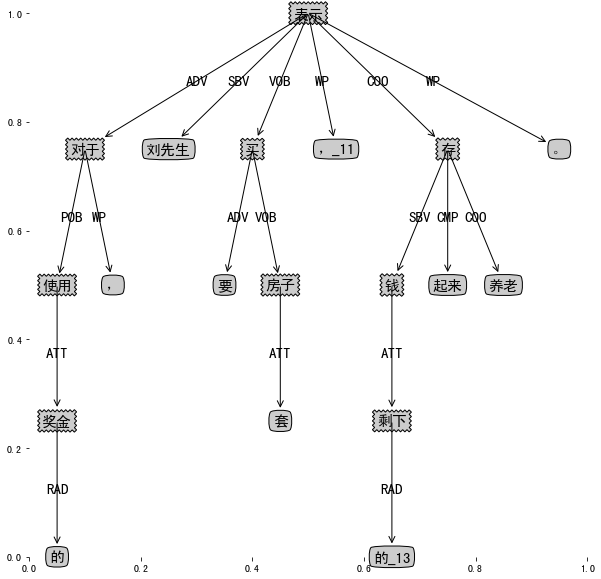 1.0
表示
ADV SBV VOB WP COO WP
0.8
对于 刘先生 买 ，_11 存 。
POB WP ADV VOB SBV CMP COO
0.6
使用 ， 要 房子 钱 起来 养老
0.4
ATT ATT ATT
奖金 套 剩下
0.2
RAD RAD
的 的_13
0.0
0.0 0.2 0.4 0.6 0.8 1.0